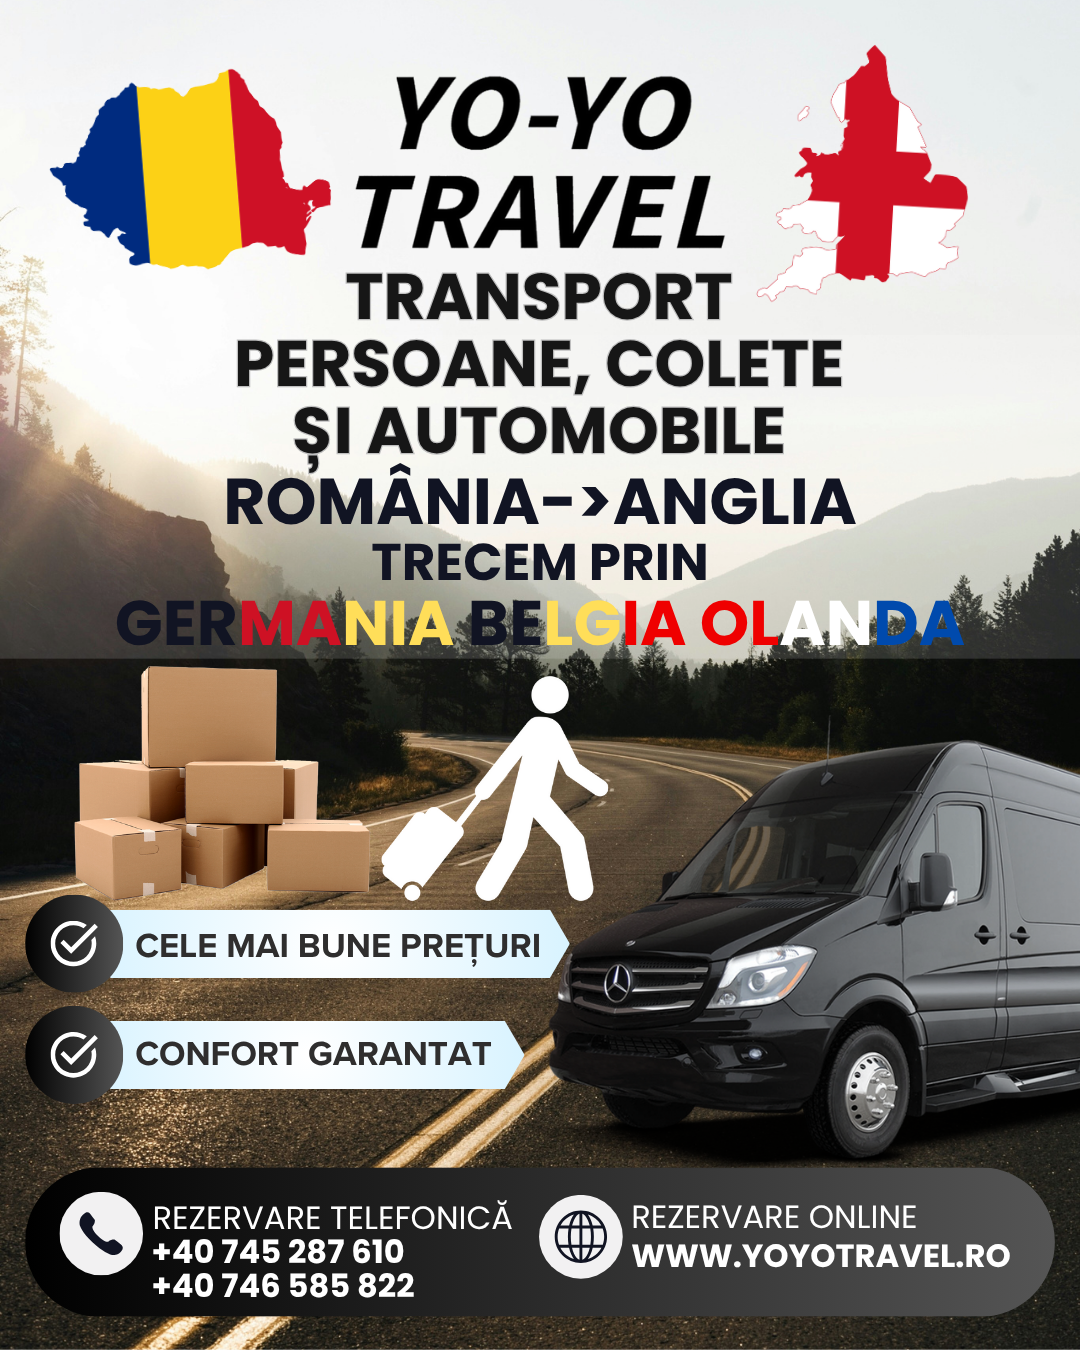 YO-YO
TRAVEL
TRANSPORT
PERSOANE, COLETE
ȘI AUTOMOBILE
ROMÂNIA->ANGLIA
TRECEM PRIN
GERMANIA BELGIA OLANDA
CELE MAI BUNE PREȚURI
CONFORT GARANTAT
REZERVARE TELEFONICĂ
+40 745 287 610
+40 746 585 822
REZERVARE ONLINE
WWW.YOYOTRAVEL.RO